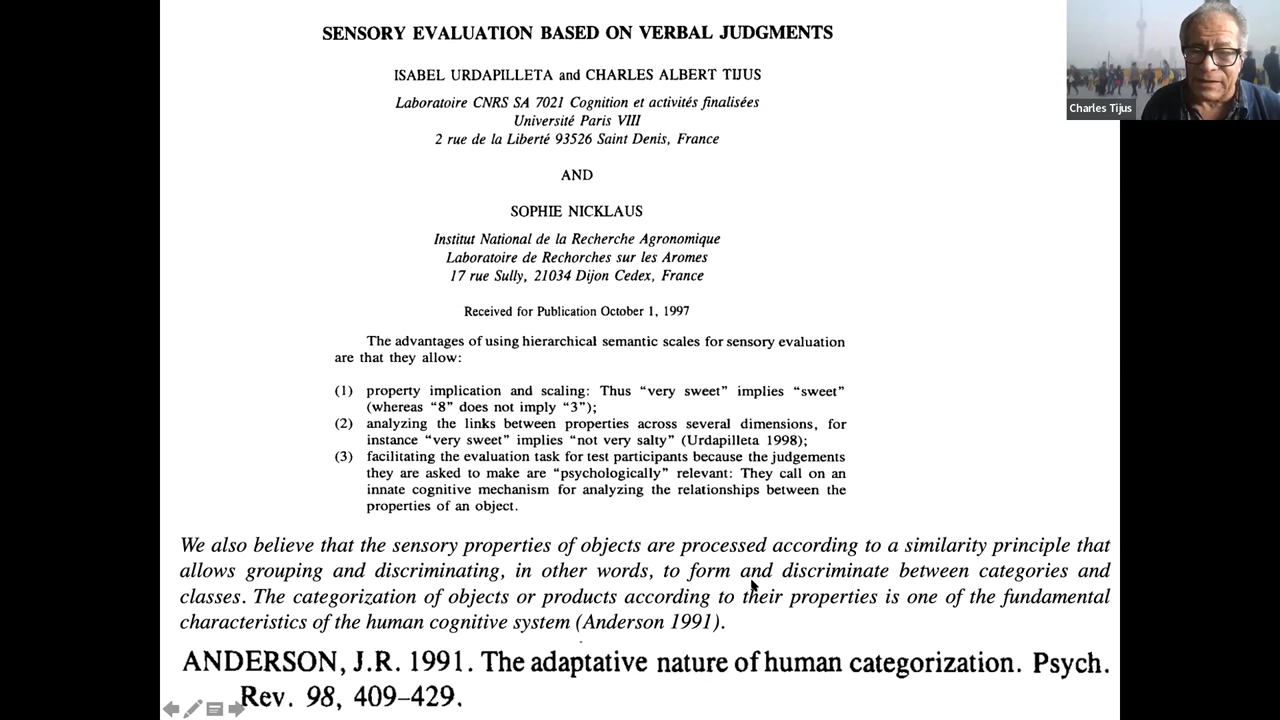 SENSORY EVALUATION BASED ON VERBAL JUDGMENTS
ISABEL URDAPILLETA and CHARLES ALBERT TIJUS
Laboratoire CNRS SA 7021 Cognition et activités finalisées
Université Paris VIII
2 rue de la Liberté 93526 Saint Denis, France
AND
SOPHIE NICKLAUS
Institut National de la Recherche Agronomique
Laboratoire de Rechorches sur les Aromes
17 rue Sully, 21034 Dijon Cedex, France
Received for Publication October 1, 1997
The advantages of using hierarchical semantic scales for sensory evaluation
are that they allow:
(1) property implication and scaling: Thus “very sweet” implies “sweet”
(whereas “8” does not imply “3”);
(2) analyzing the links between properties across several dimensions, for
instance “very sweet” implies “not very salty” (Urdapilleta 1998);
(3) facilitating the evaluation task for test participants because the judgements
they are asked to make are “psychologically” relevant: They call on an
innate cognitive mechanism for analyzing the relationships between the
properties of an object.
We also believe that the sensory properties of objects are processed according to a similarity principle that
allows grouping and discriminating, in other words, to form and discriminate between categories and
classes. The categorization of objects or products according to their properties is one of the fundamental
characteristics of the human cognitive system (Anderson 1991).
ANDERSON, J.R. 1991. The adaptative nature of human categorization. Psych.
Rev. 98, 409–429.
Charles Tijus